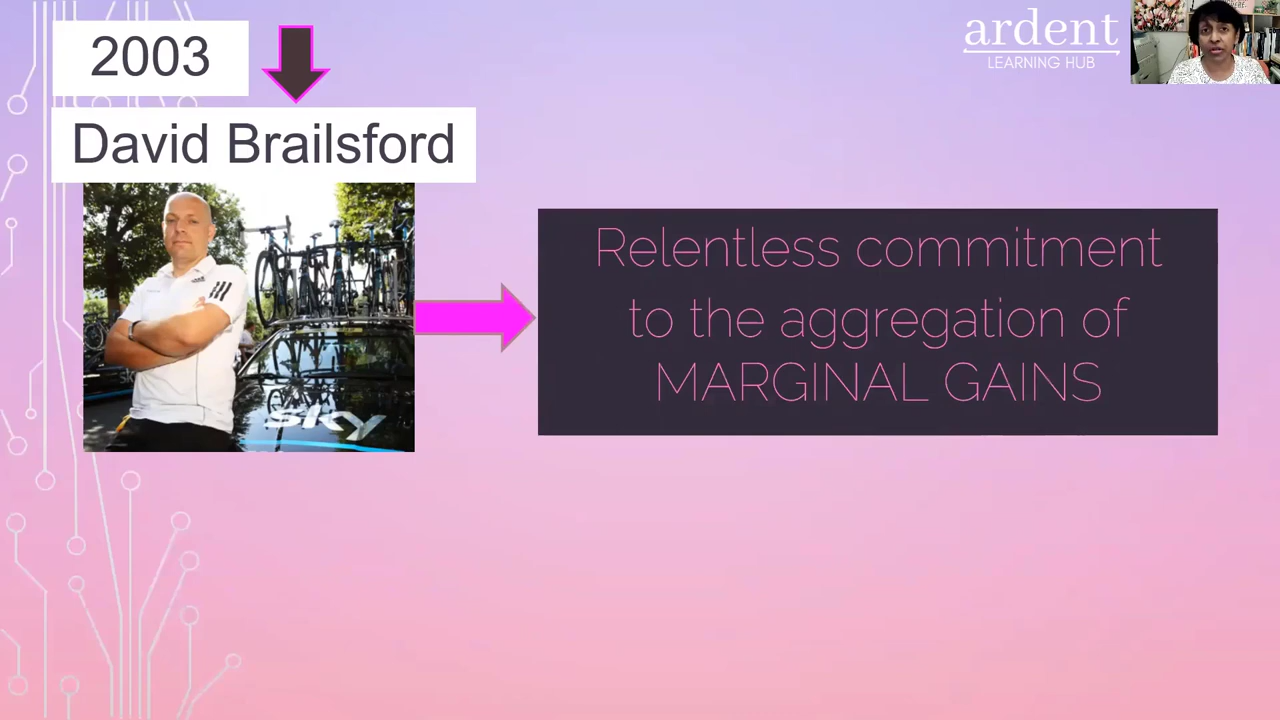 2003
David Brailsford
ardent
LEARNING HUB
Relentless commitment
to the aggregation of
MARGINAL GAINS
sky